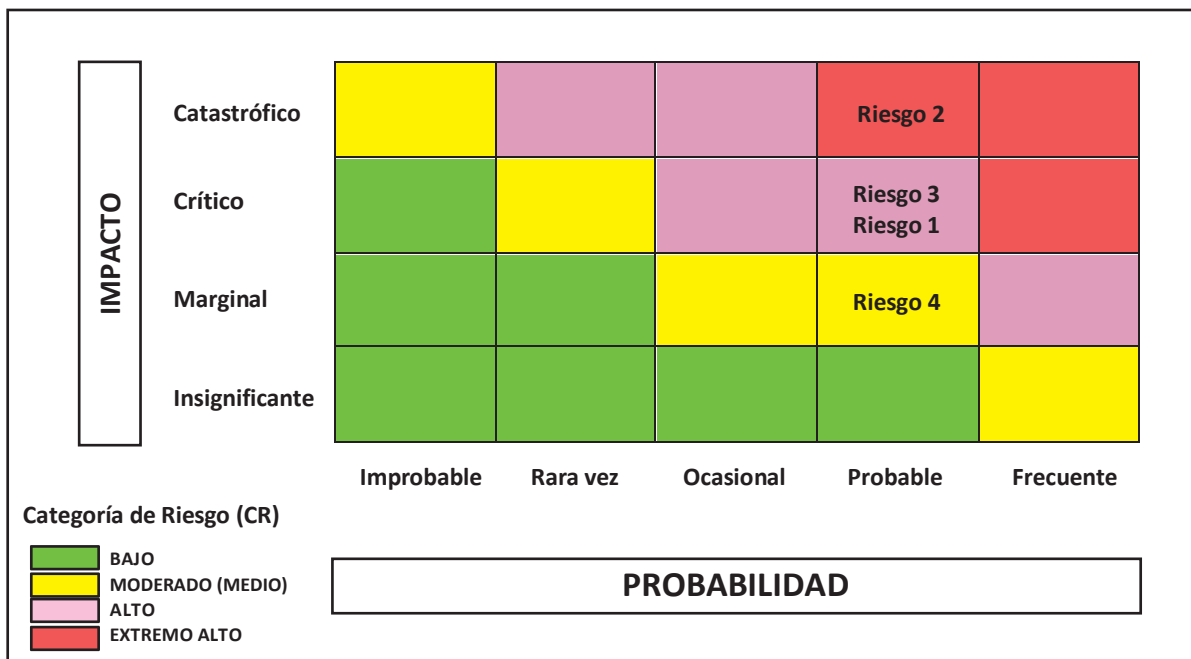 IMPACTO
Catastrófico
Riesgo 2
Crítico
Riesgo 3
Riesgo 1
Marginal
Riesgo 4
Insignificante
Improbable Rara vez Ocasional Probable Frecuente
Categoría de Riesgo (CR)
BAJO
MODERADO (MEDIO)
ALTO
EXTREMO ALTO
PROBABILIDAD